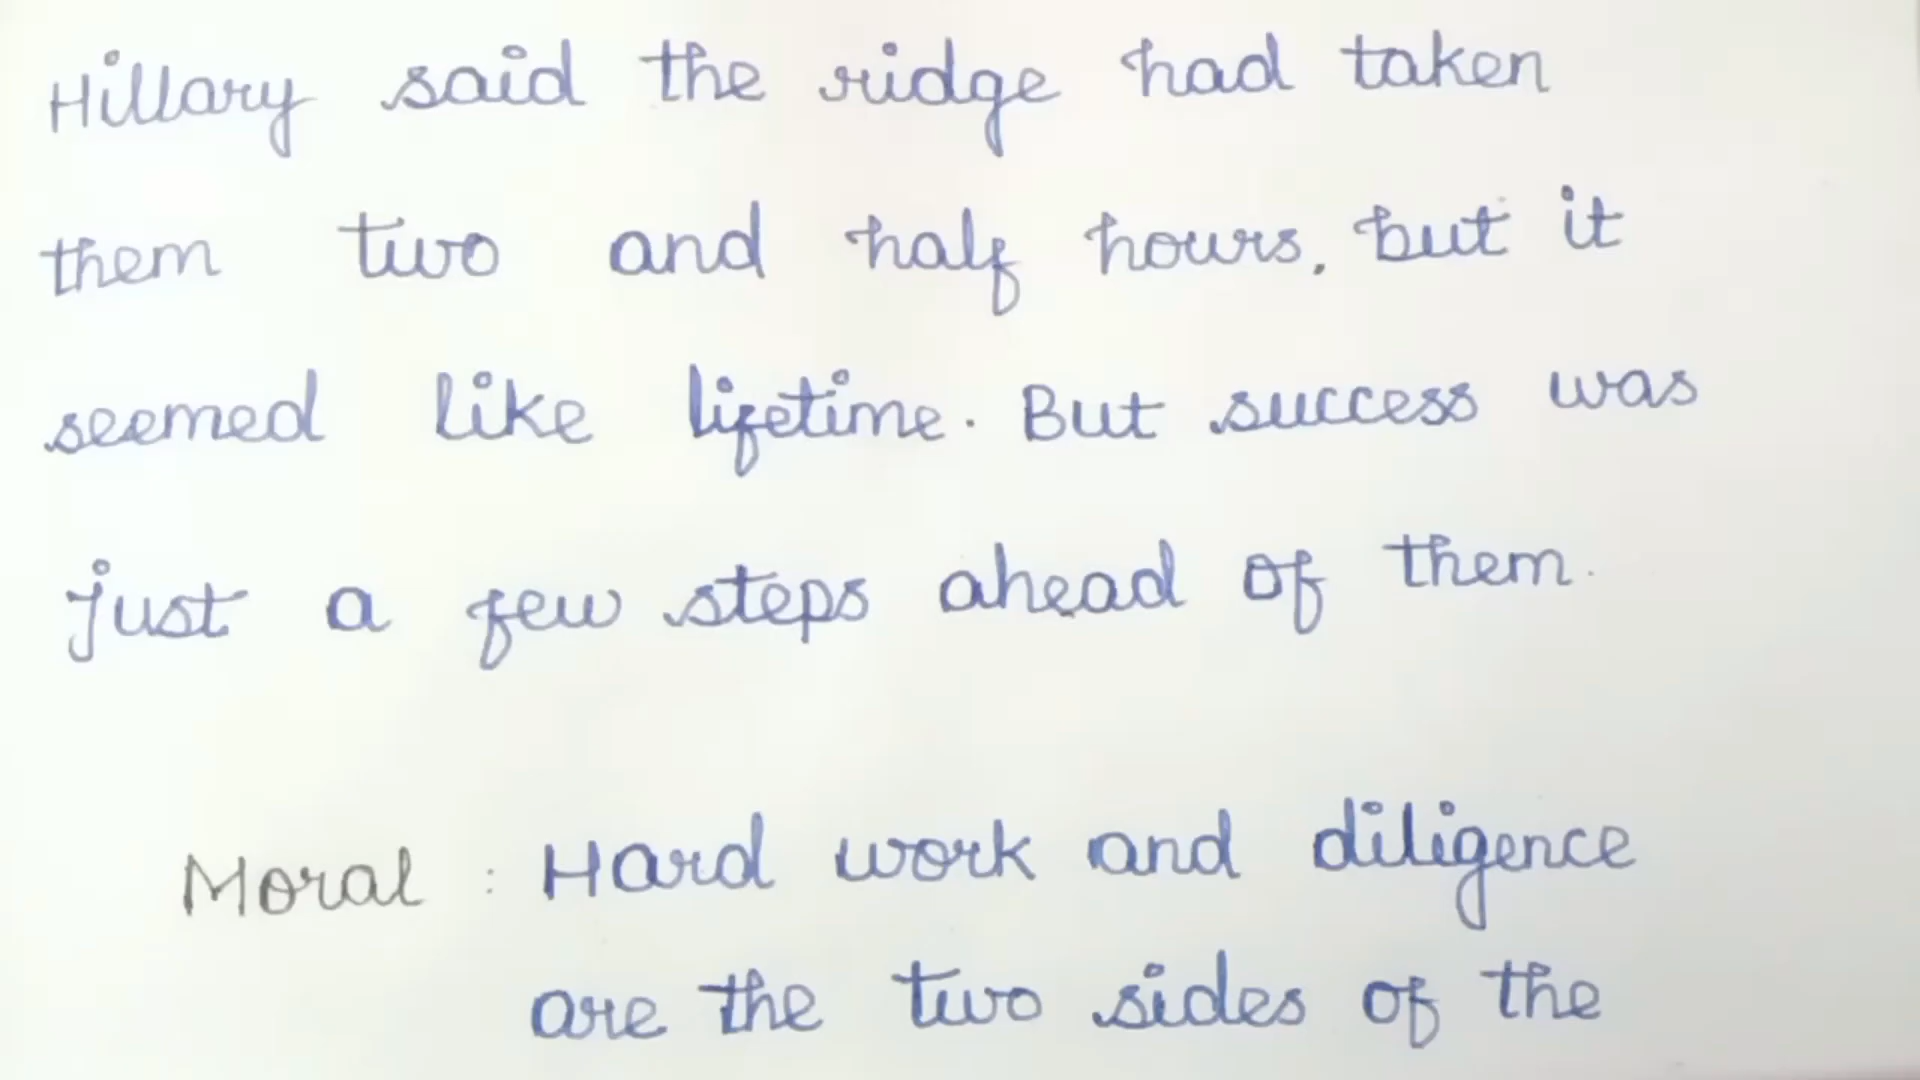 Hillary said the ridge had taken
them two and half hours, but it
seemed like lifetime. But success was
just a few steps ahead of them.
Moral : Hard work and diligence
are the two sides of the